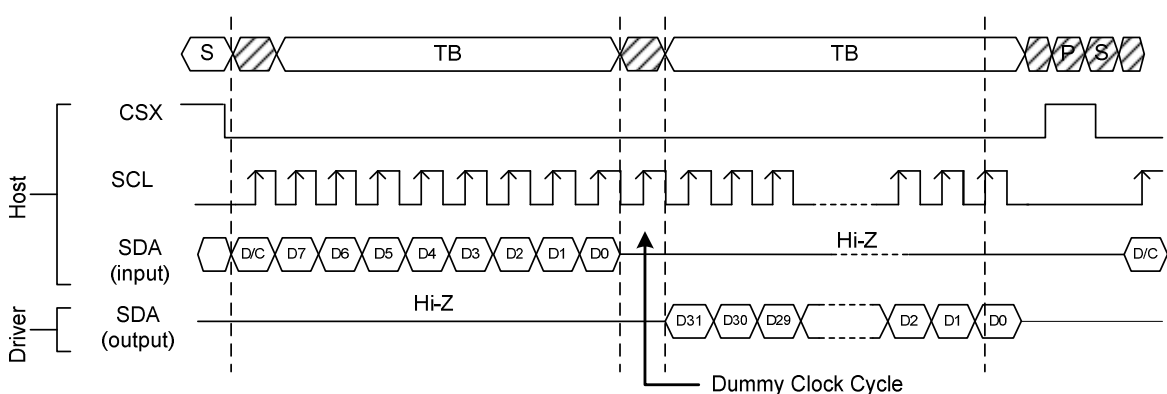 S TB TB P S
Host
CSX
SCL
SDA
(input)
D/C D7 D6 D5 D4 D3 D2 D1 D0 Hi-Z D/C
Driver
SDA
(output)
Hi-Z D31 D30 D29 D2 D1 D0
Dummy Clock Cycle